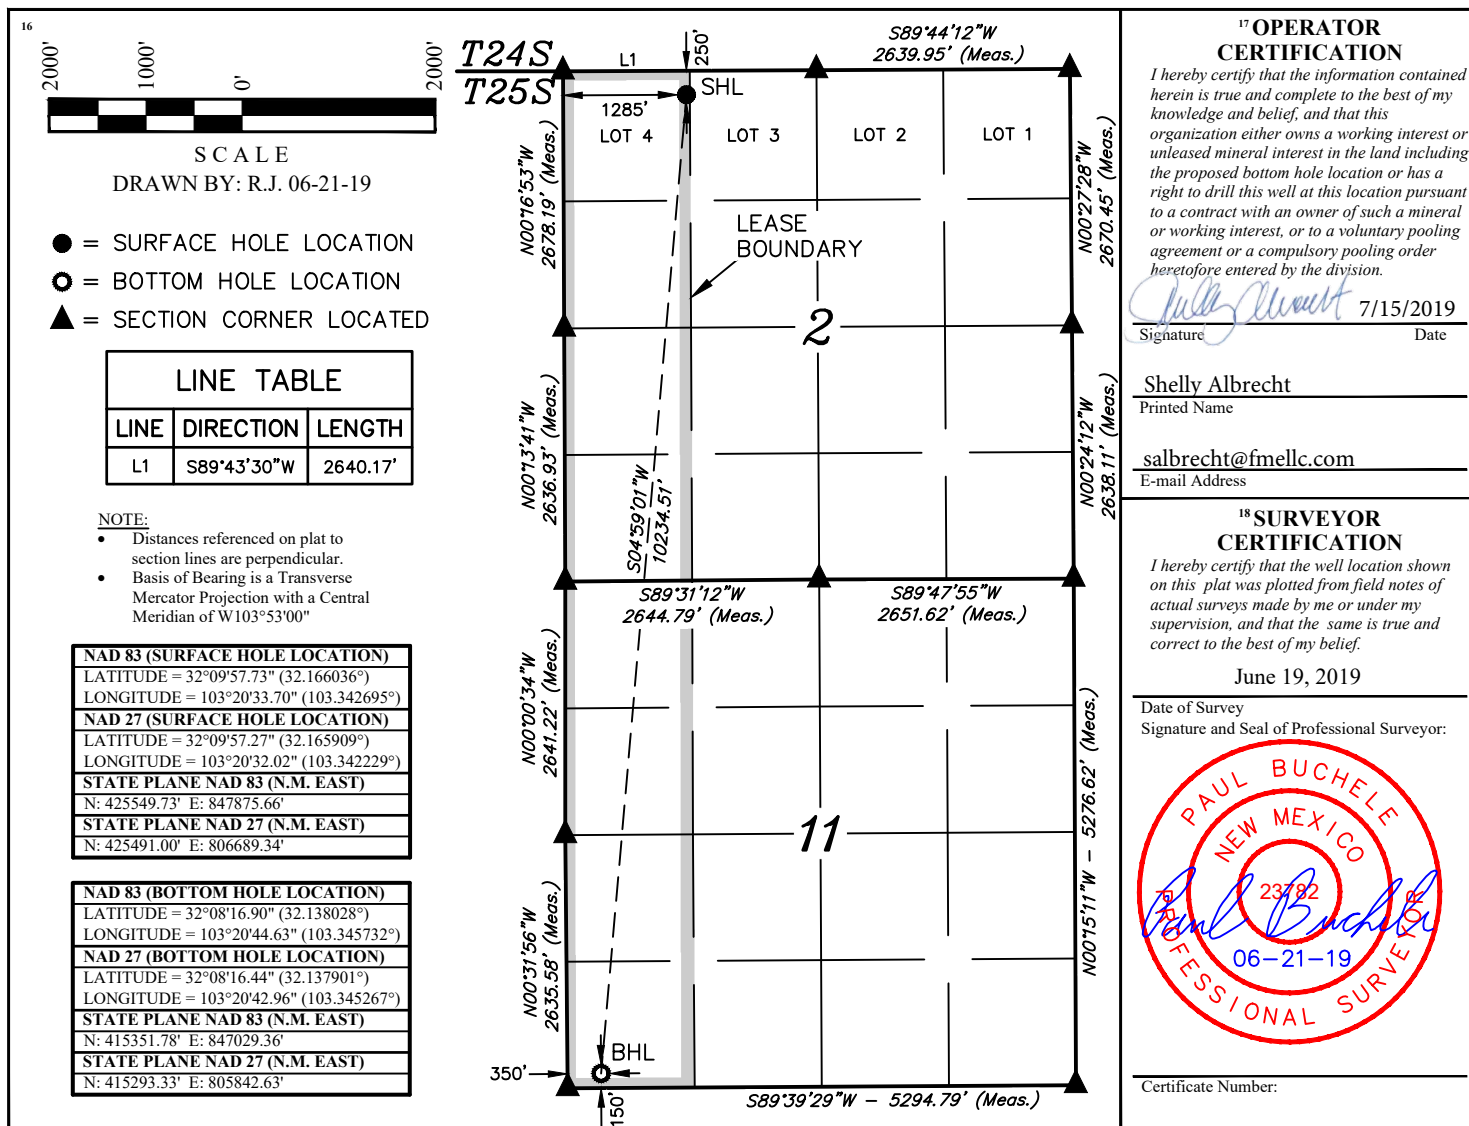 16
2000'
1000'
0'
2000'
S C A L E
DRAWN BY: R.J. 06-21-19
= SURFACE HOLE LOCATION
= BOTTOM HOLE LOCATION
= SECTION CORNER LOCATED
LINE TABLE
LINE DIRECTION LENGTH
L1 S89°43'30"W 2640.17'
NOTE:
• Distances referenced on plat to
section lines are perpendicular.
• Basis of Bearing is a Transverse
Mercator Projection with a Central
Meridian of W103°53'00"
NAD 83 (SURFACE HOLE LOCATION)
LATITUDE = 32°09'57.73" (32.166036°)
LONGITUDE = 103°20'33.70" (103.342695°)
NAD 27 (SURFACE HOLE LOCATION)
LATITUDE = 32°09'57.27" (32.165909°)
LONGITUDE = 103°20'32.02" (103.342229°)
STATE PLANE NAD 83 (N.M. EAST)
N: 425549.73' E: 847875.66'
STATE PLANE NAD 27 (N.M. EAST)
N: 425491.00' E: 806689.34'
NAD 83 (BOTTOM HOLE LOCATION)
LATITUDE = 32°08'16.90" (32.138028°)
LONGITUDE = 103°20'44.63" (103.345732°)
NAD 27 (BOTTOM HOLE LOCATION)
LATITUDE = 32°08'16.44" (32.137901°)
LONGITUDE = 103°20'42.96" (103.345267°)
STATE PLANE NAD 83 (N.M. EAST)
N: 415351.78' E: 847029.36'
STATE PLANE NAD 27 (N.M. EAST)
N: 415293.33' E: 805842.63'
T24S
T25S
L1
250'
S89°44'12"W
2639.95' (Meas.)
SHL
1285'
LOT 4
LOT 3
LOT 2
LOT 1
N00°16'53"W
2678.19' (Meas.)
N00°27'28"W
2670.45' (Meas.)
LEASE
BOUNDARY
2
N00°13'41"W
2636.93' (Meas.)
S04°59'01"W
10234.51'
N00°24'12"W
2638.11' (Meas.)
S89°31'12"W
2644.79' (Meas.)
S89°47'55"W
2651.62' (Meas.)
N00°00'34"W
2641.22' (Meas.)
N00°15'11"W - 5276.62' (Meas.)
11
N00°31'56"W
2635.58' (Meas.)
BHL
350'
150'
S89°39'29"W - 5294.79' (Meas.)
17 OPERATOR
CERTIFICATION
I hereby certify that the information contained
herein is true and complete to the best of my
knowledge and belief, and that this
organization either owns a working interest or
unleased mineral interest in the land including
the proposed bottom hole location or has a
right to drill this well at this location pursuant
to a contract with an owner of such a mineral
or working interest, or to a voluntary pooling
agreement or a compulsory pooling order
heretofore entered by the division.
7/15/2019
Signature Date
Shelly Albrecht
Printed Name
salbrecht@fmellc.com
E-mail Address
18 SURVEYOR
CERTIFICATION
I hereby certify that the well location shown
on this plat was plotted from field notes of
actual surveys made by me or under my
supervision, and that the same is true and
correct to the best of my belief.
June 19, 2019
Date of Survey
Signature and Seal of Professional Surveyor:
PAUL BUCHELE
NEW MEXICO
23782
Paul Buchele
06-21-19
PROFESSIONAL SURVEYOR
Certificate Number: